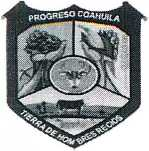 PROGRESO COAHUILA
TIERRA DE HOMBRES RECIOS